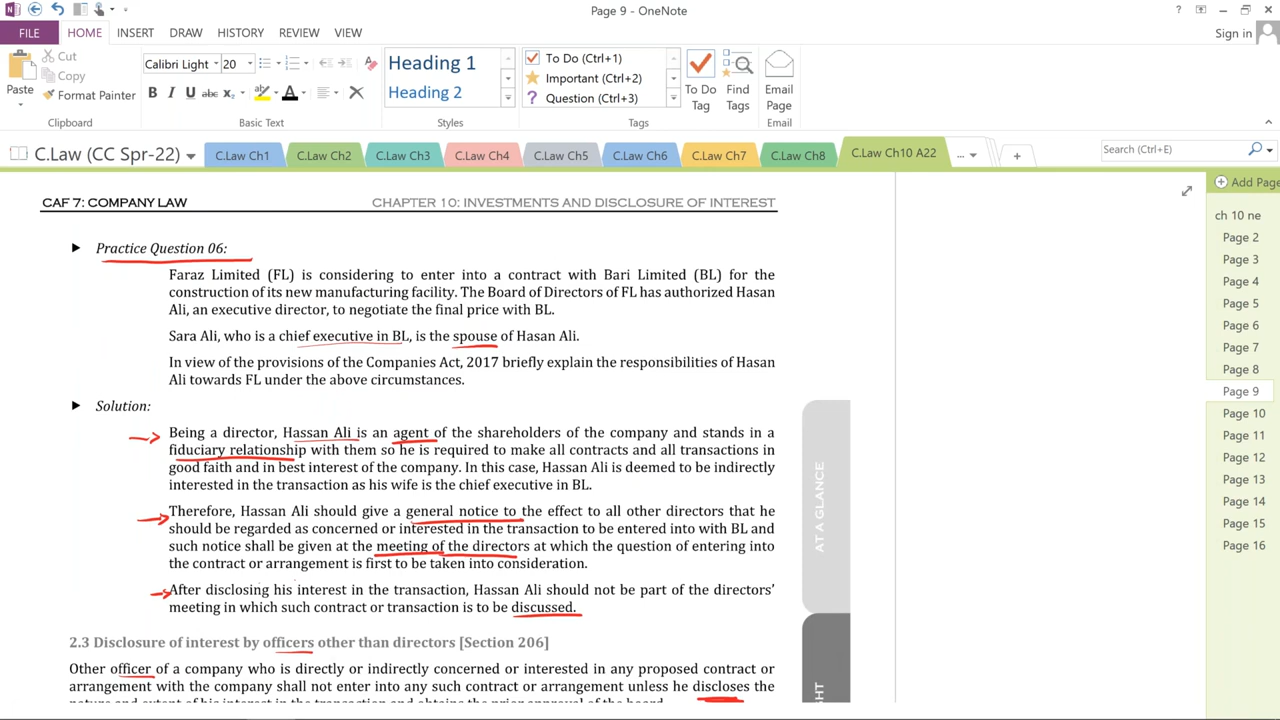 Page 9 - OneNote
FILE HOME INSERT DRAW HISTORY REVIEW VIEW
Sign in
Paste
Cut
Copy
Format Painter
Clipboard
Calibri Light 20
B I U abc x₂ A
Basic Text
Heading 1
Heading 2
Styles
To Do (Ctrl+1)
Important (Ctrl+2)
Question (Ctrl+3)
To Do Tag
Find Tags
Tags
Email Page
Email
C.Law (CC Spr-22) C.Law Ch1 C.Law Ch2 C.Law Ch3 C.Law Ch4 C.Law Ch5 C.Law Ch6 C.Law Ch7 C.Law Ch8 C.Law Ch10 A22 ... +
Search (Ctrl+E)
CAF 7: COMPANY LAW CHAPTER 10: INVESTMENTS AND DISCLOSURE OF INTEREST
Practice Question 06:
Faraz Limited (FL) is considering to enter into a contract with Bari Limited (BL) for the
construction of its new manufacturing facility. The Board of Directors of FL has authorized Hasan
Ali, an executive director, to negotiate the final price with BL.
Sara Ali, who is a chief executive in BL, is the spouse of Hasan Ali.
In view of the provisions of the Companies Act, 2017 briefly explain the responsibilities of Hasan
Ali towards FL under the above circumstances.
Solution:
Being a director, Hassan Ali is an agent of the shareholders of the company and stands in a
fiduciary relationship with them so he is required to make all contracts and all transactions in
good faith and in best interest of the company. In this case, Hassan Ali is deemed to be indirectly
interested in the transaction as his wife is the chief executive in BL.
Therefore, Hassan Ali should give a general notice to the effect to all other directors that he
should be regarded as concerned or interested in the transaction to be entered into with BL and
such notice shall be given at the meeting of the directors at which the question of entering into
the contract or arrangement is first to be taken into consideration.
After disclosing his interest in the transaction, Hassan Ali should not be part of the directors'
meeting in which such contract or transaction is to be discussed.
2.3 Disclosure of interest by officers other than directors [Section 206]
Other officer of a company who is directly or indirectly concerned or interested in any proposed contract or
arrangement with the company shall not enter into any such contract or arrangement unless he discloses the
nature and extent of his interest in the transaction and obtains the prior approval of the board
AT A GLANCE
Add Page
ch 10 ne
Page 2
Page 3
Page 4
Page 5
Page 6
Page 7
Page 8
Page 9
Page 10
Page 11
Page 12
Page 13
Page 14
Page 15
Page 16